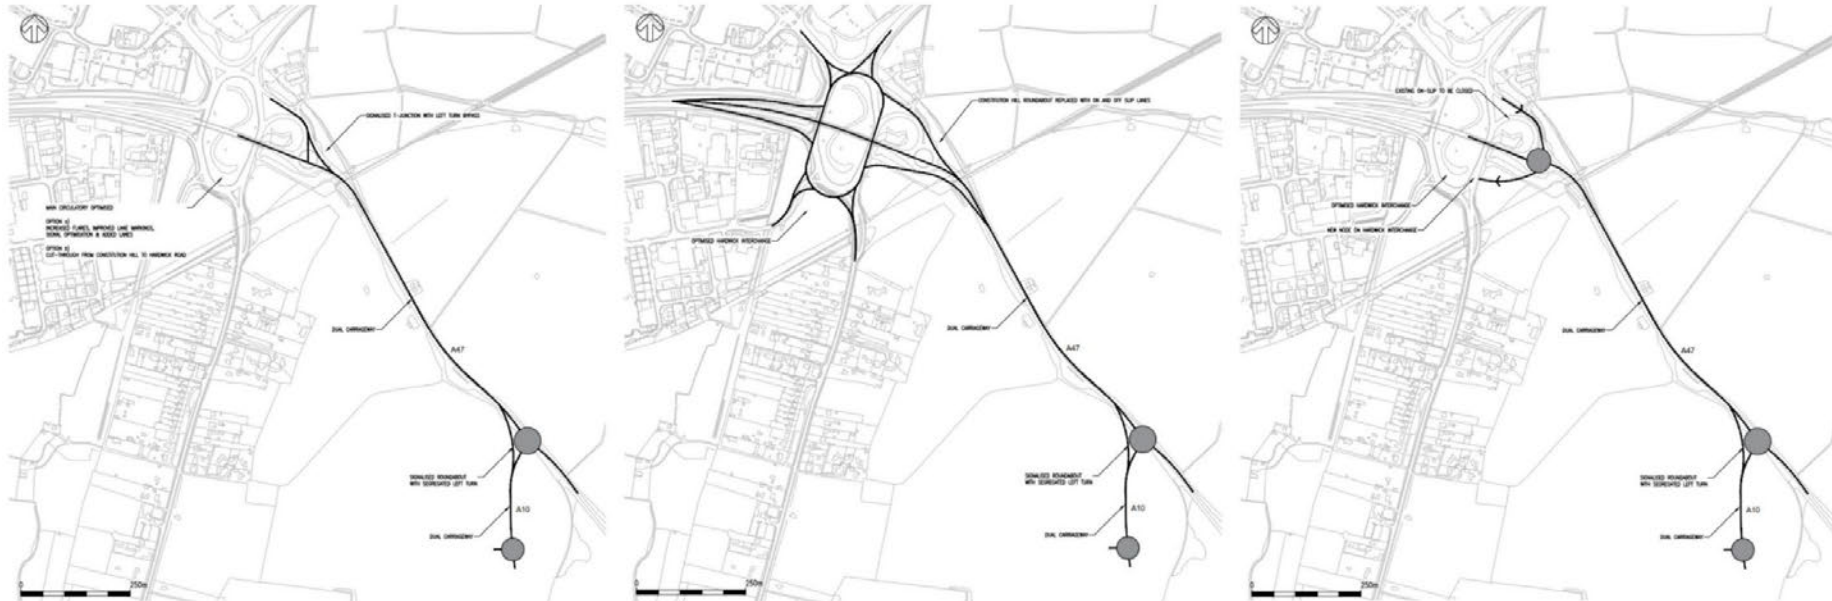 SIGNALISED T-JUNCTION WITH LEFT TURN BYPASS
MAIN CIRCULATORY OPTIMISED
OPTION a)
INCREASED FLARES, IMPROVED LANE MARKINGS,
SIGNAL OPTIMISATION & ADDED LANES
OPTION b)
CUT-THROUGH FROM CONSTITUTION HILL TO HARDWICK ROAD
DUAL CARRIAGEWAY
A47
SIGNALISED ROUNDABOUT
WITH SEGREGATED LEFT TURN
A10
DUAL CARRIAGEWAY
0 250m
CONSTITUTION HILL ROUNDABOUT REPLACED WITH ON AND OFF SLIP LANES
OPTIMISED HARDWICK INTERCHANGE
DUAL CARRIAGEWAY
A47
SIGNALISED ROUNDABOUT
WITH SEGREGATED LEFT TURN
A10
DUAL CARRIAGEWAY
0 250m
EXISTING ON-SLIP TO BE CLOSED
OPTIMISED HARDWICK INTERCHANGE
NEW NODE ON HARDWICK INTERCHANGE
DUAL CARRIAGEWAY
A47
SIGNALISED ROUNDABOUT
WITH SEGREGATED LEFT TURN
A10
DUAL CARRIAGEWAY
0 250m